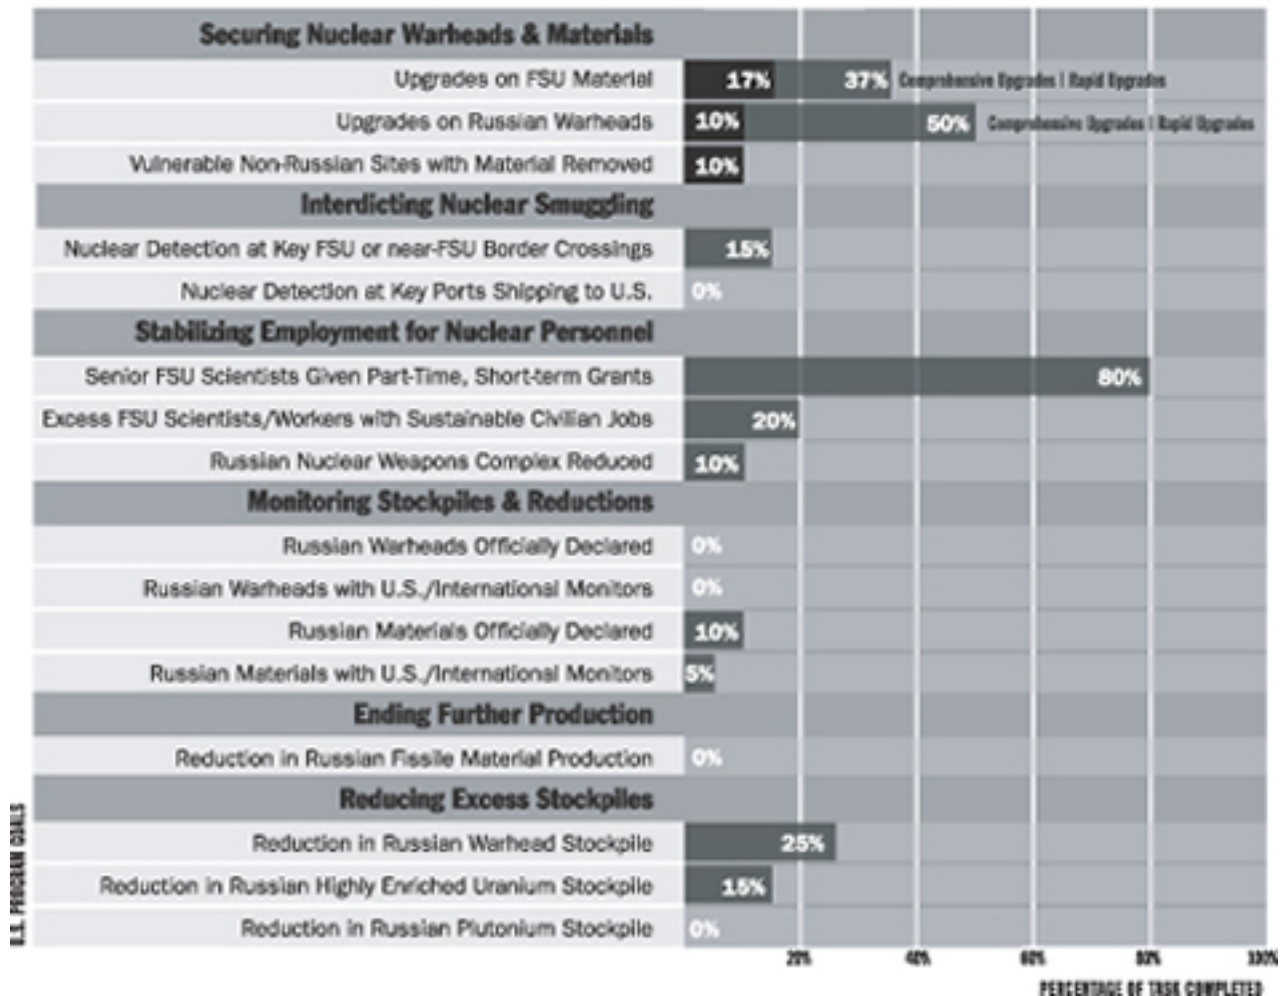 Securing Nuclear Warheads & Materials
Upgrades on FSU Material 17% 37% Comprehensive Upgrades | Rapid Upgrades
Upgrades on Russian Warheads 10% 50% Comprehensive Upgrades | Rapid Upgrades
Vulnerable Non-Russian Sites with Material Removed 10%
Interdicting Nuclear Smuggling
Nuclear Detection at Key FSU or near-FSU Border Crossings 15%
Nuclear Detection at Key Ports Shipping to U.S. 0%
Stabilizing Employment for Nuclear Personnel
Senior FSU Scientists Given Part-Time, Short-term Grants 80%
Excess FSU Scientists/Workers with Sustainable Civilian Jobs 20%
Russian Nuclear Weapons Complex Reduced 10%
Monitoring Stockpiles & Reductions
Russian Warheads Officially Declared 0%
Russian Warheads with U.S./International Monitors 0%
Russian Materials Officially Declared 10%
Russian Materials with U.S./International Monitors 5%
Ending Further Production
Reduction in Russian Fissile Material Production 0%
Reducing Excess Stockpiles
Reduction in Russian Warhead Stockpile 25%
Reduction in Russian Highly Enriched Uranium Stockpile 15%
Reduction in Russian Plutonium Stockpile 0%
U.S. PROGRAM GOALS
20% 40% 60% 80% 100%
PERCENTAGE OF TASK COMPLETED